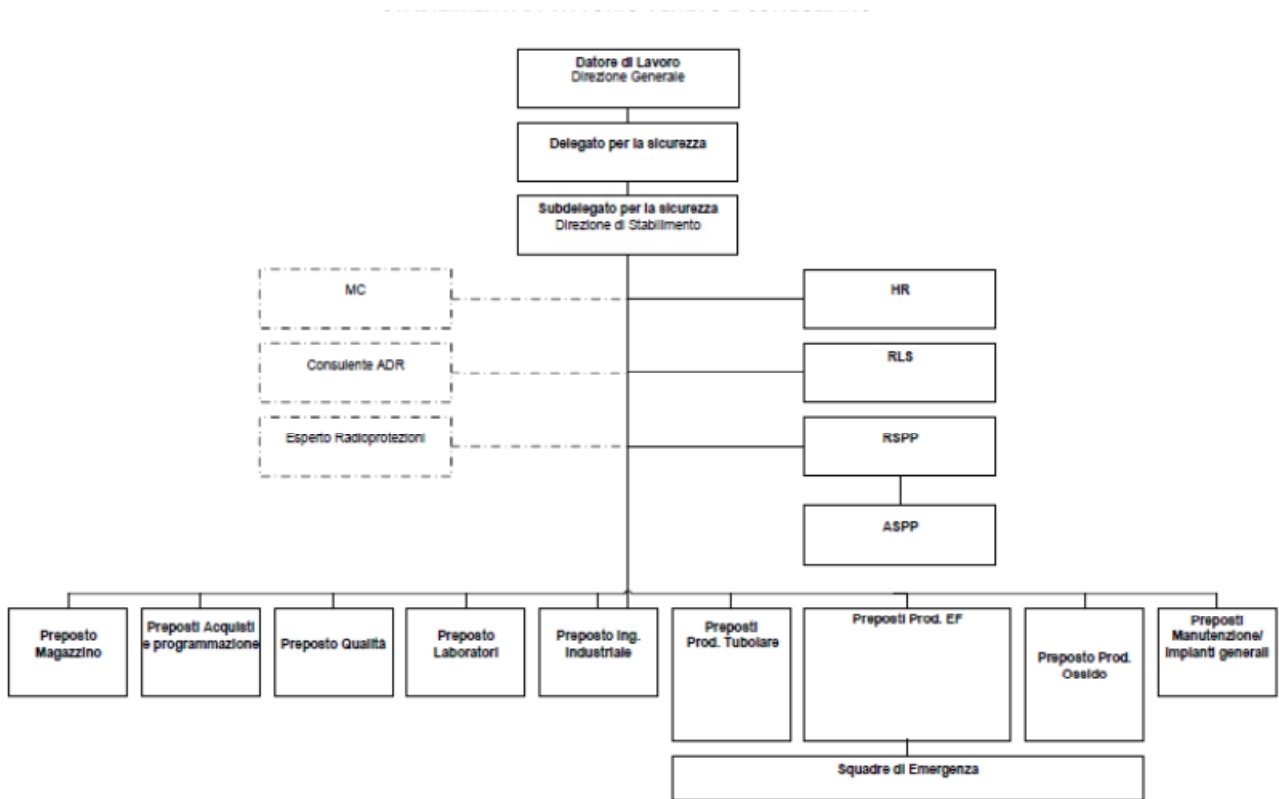 Datore di Lavoro
Direzione Generale
Delegato per la sicurezza
Subdelegato per la sicurezza
Direzione di Stabilimento
MC
HR
Consulente ADR
RLS
Esperto Radioprotezioni
RSPP
ASPP
Preposto
Magazzino
Preposti Acquisti
e programmazione
Preposto Qualità
Preposto
Laboratori
Preposto Ing.
Industriale
Preposti
Prod. Tubolare
Preposti Prod. EF
Preposto Prod.
Ossido
Preposti
Manutenzione/
Impianti generali
Squadre di Emergenza